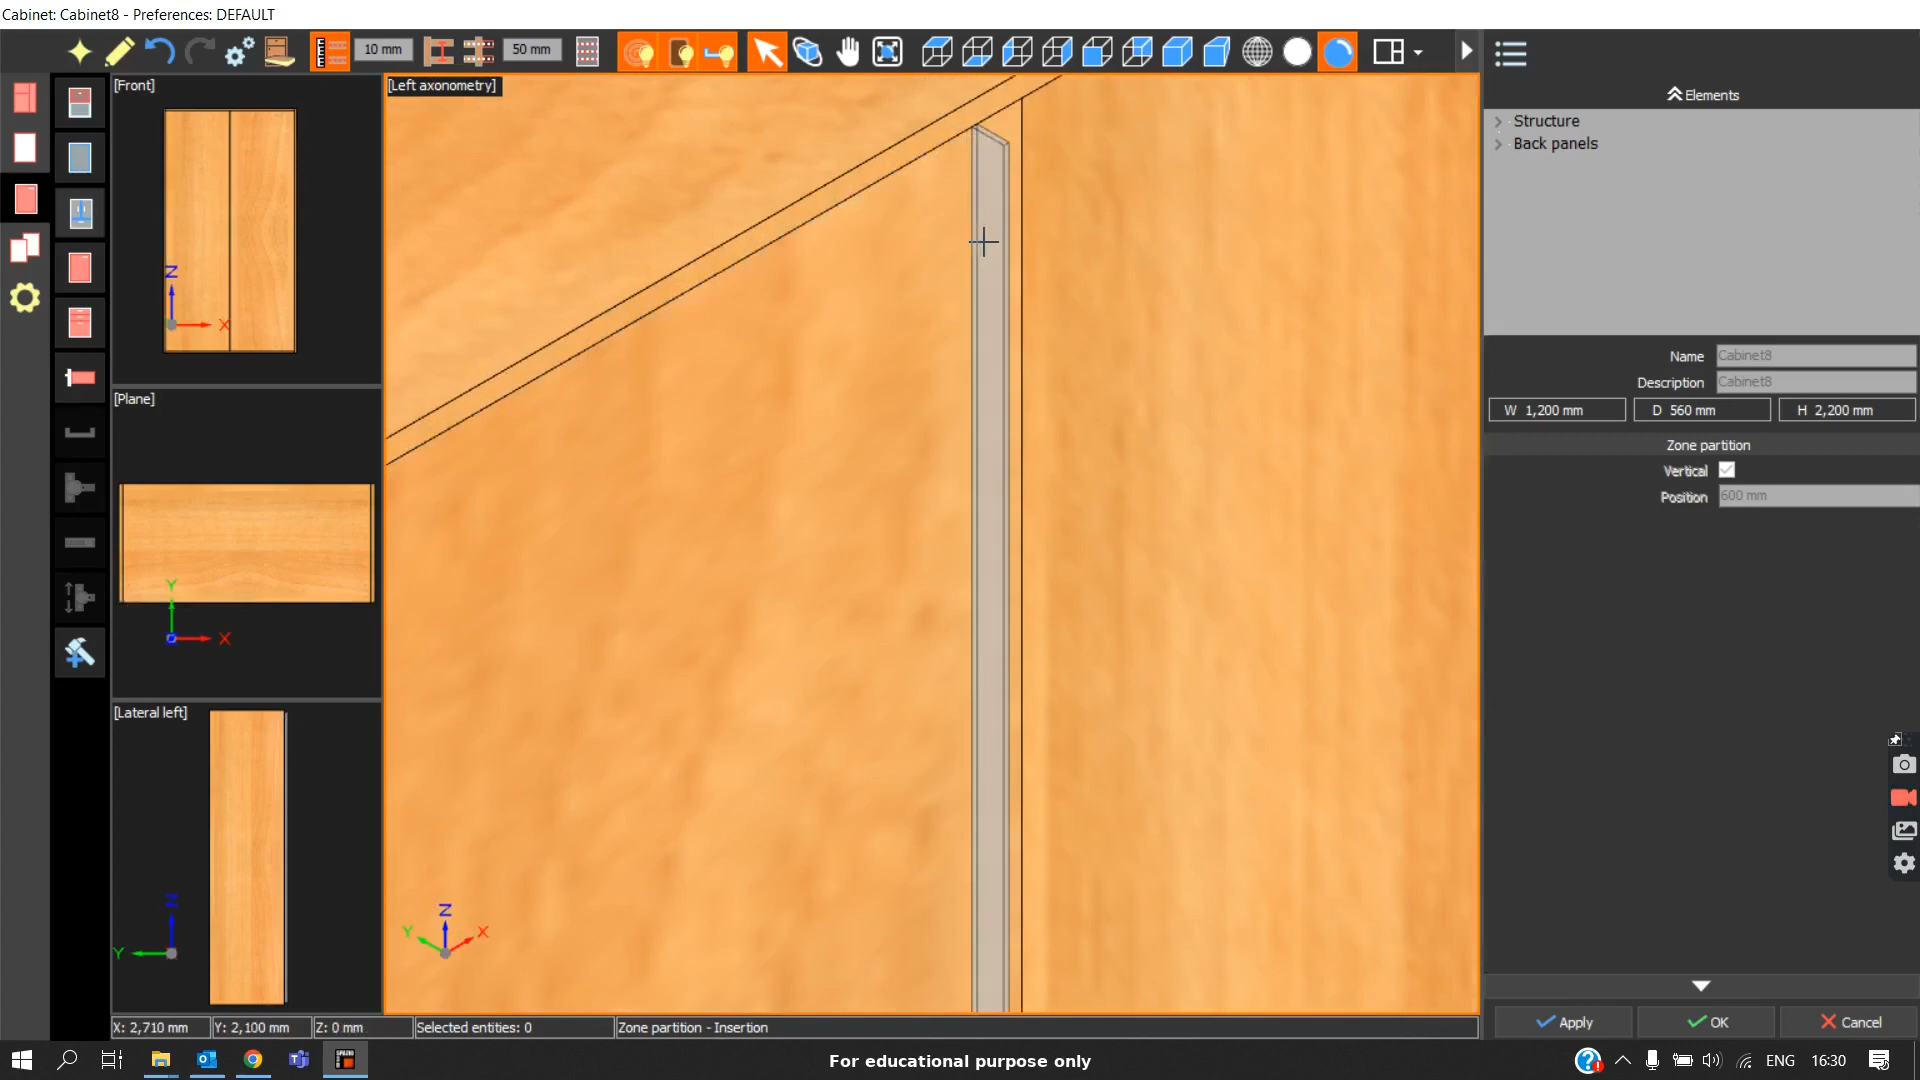 Cabinet: Cabinet8 - Preferences: DEFAULT
10 mm
50 mm
[Front]
[Left axonometry]
Elements
Structure
Back panels
Z
X
Name Cabinet8
Description Cabinet8
[Plane]
W 1,200 mm D 560 mm H 2,200 mm
Zone partition
Vertical
Position 600 mm
Y
X
[Lateral left]
Z
Y
Z
Y X
Apply OK Cancel
X: 2,710 mm Y: 2,100 mm Z: 0 mm Selected entities: 0 Zone partition - Insertion
For educational purpose only
ENG 16:30